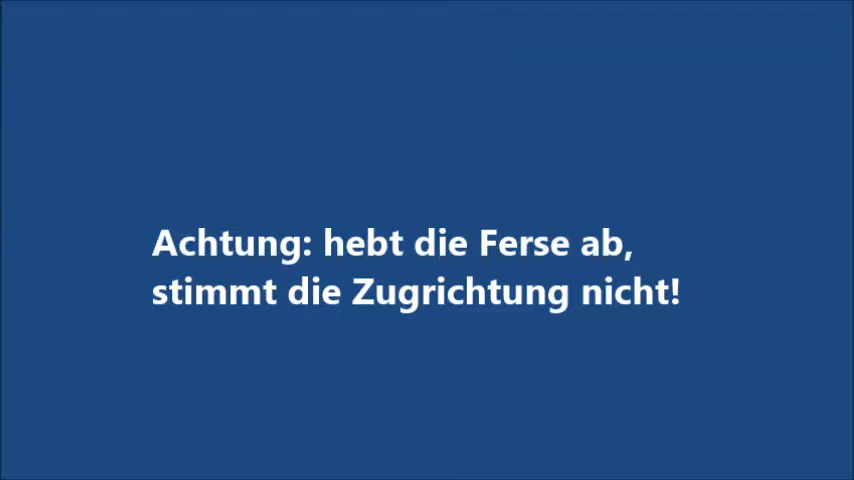 Achtung: hebt die Ferse ab,
stimmt die Zugrichtung nicht!